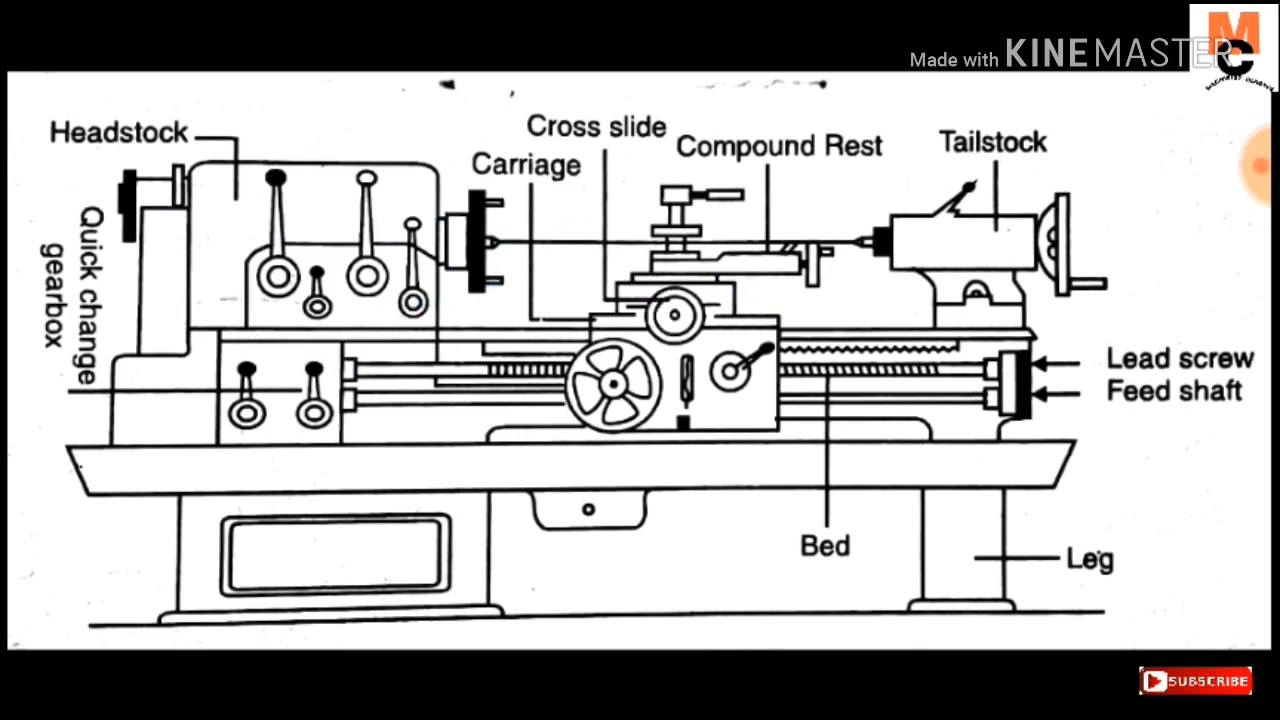 Made with KINEMASTER
MC
Headstock
Cross slide
Carriage
Compound Rest
Tailstock
Quick change
gearbox
Lead screw
Feed shaft
Bed
Leg
SUBSCRIBE